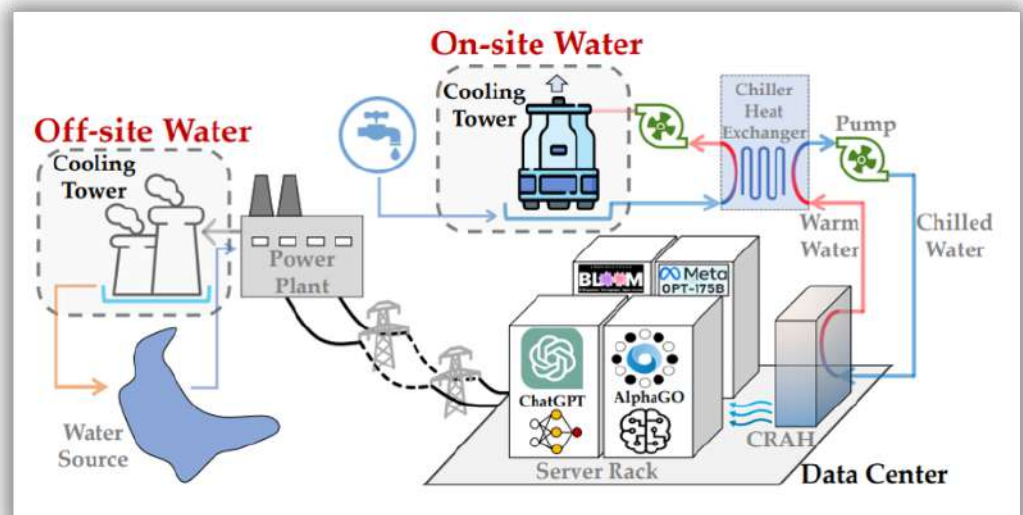 On-site Water
Cooling
Tower
Chiller
Heat
Exchanger
Pump
Off-site Water
Cooling
Tower
Power
Plant
Warm
Water
Chilled
Water
BLOOM
Meta
OPT-175B
ChatGPT
AlphaGO
Water
Source
CRAH
Server Rack
Data Center